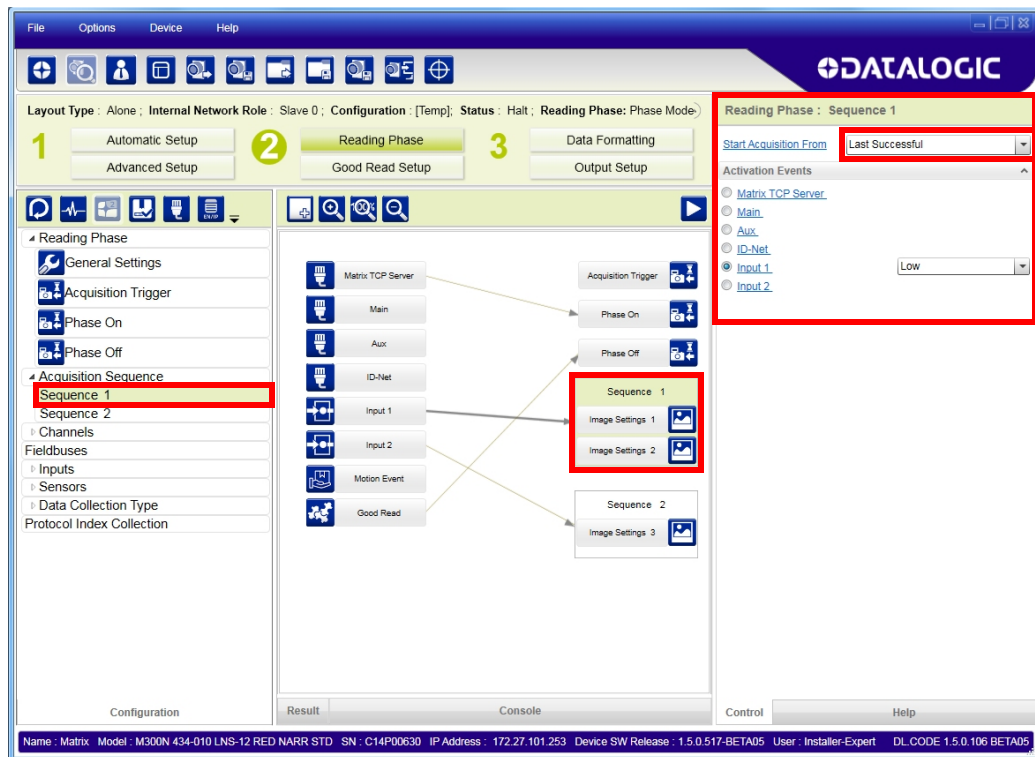 File Options Device Help
DATALOGIC
Layout Type : Alone ; Internal Network Role : Slave 0 ; Configuration : [Temp]; Status : Halt ; Reading Phase: Phase Mode
1 Automatic Setup
Advanced Setup
2 Reading Phase
Good Read Setup
3 Data Formatting
Output Setup
Reading Phase
General Settings
Acquisition Trigger
Phase On
Phase Off
Acquisition Sequence
Sequence 1
Sequence 2
Channels
Fieldbuses
Inputs
Sensors
Data Collection Type
Protocol Index Collection
Configuration
100%
Matrix TCP Server
Main
Aux
ID-Net
Input 1
Input 2
Motion Event
Good Read
Acquisition Trigger
Phase On
Phase Off
Sequence 1
Image Settings 1
Image Settings 2
Sequence 2
Image Settings 3
Result Console
Reading Phase : Sequence 1
Start Acquisition From Last Successful
Activation Events
Matrix TCP Server
Main
Aux
ID-Net
Input 1 Low
Input 2
Control Help
Name : Matrix Model : M300N 434-010 LNS-12 RED NARR STD SN : C14P00630 IP Address : 172.27.101.253 Device SW Release : 1.5.0.517-BETA05 User : Installer-Expert DL.CODE 1.5.0.106 BETA05